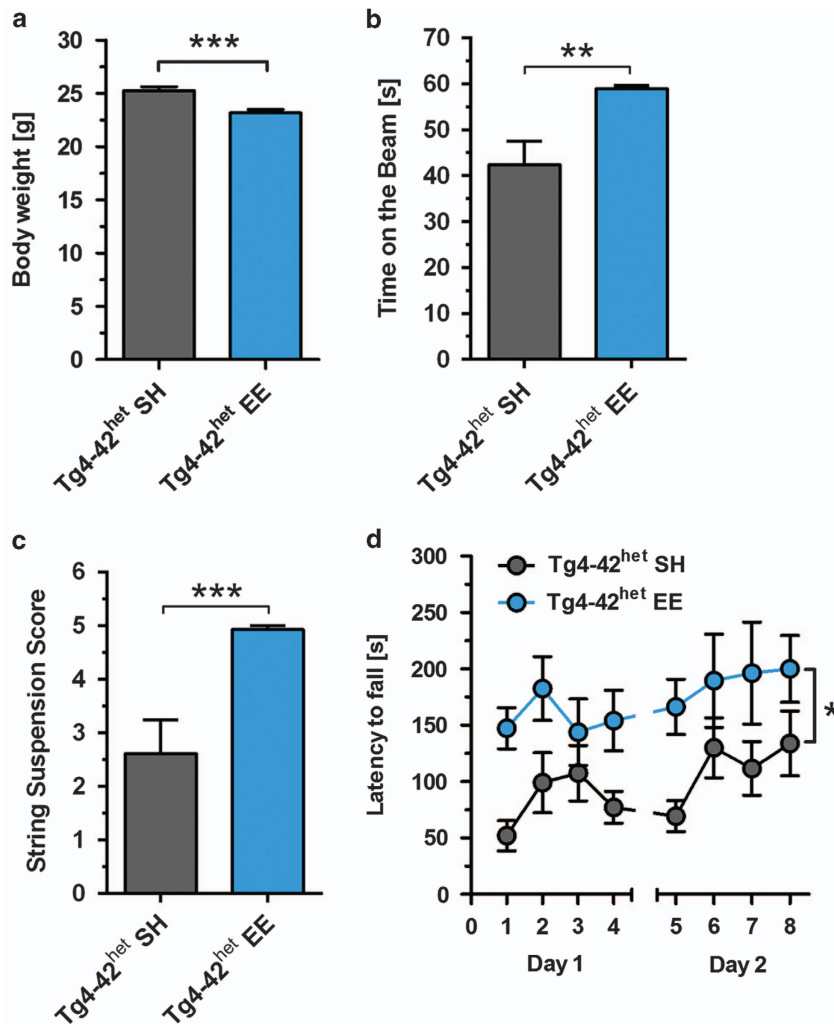 a
***
30
25
20
15
10
5
0
Body weight [g]
Tg4-42het SH
Tg4-42het EE
b
**
70
60
50
40
30
20
10
0
Time on the Beam [s]
Tg4-42het SH
Tg4-42het EE
c
***
6
5
4
3
2
1
0
String Suspension Score
Tg4-42het SH
Tg4-42het EE
d
Tg4-42het SH
Tg4-42het EE
300
250
200
150
100
50
0
Latency to fall [s]
*
0 1 2 3 4 5 6 7 8
Day 1 Day 2